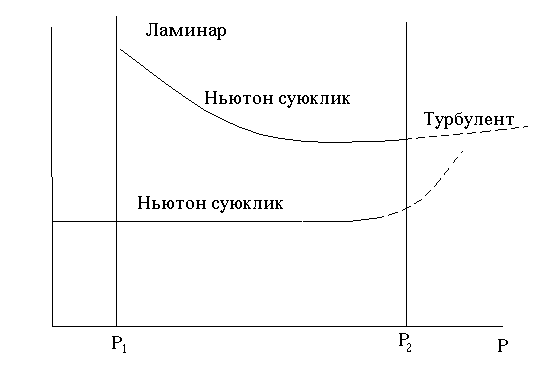 Ламинар
Ньютон суюклик
Турбулент
Ньютон суюклик
P1
P2
P